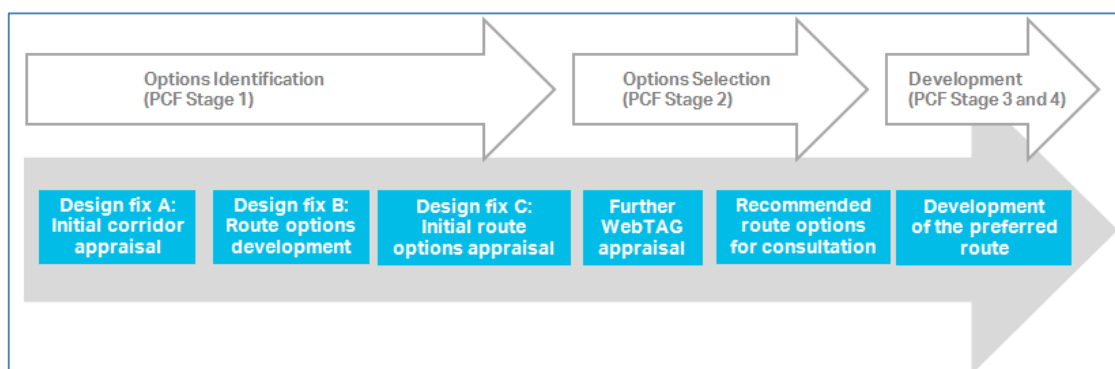 Options Identification
(PCF Stage 1)
Options Selection
(PCF Stage 2)
Development
(PCF Stage 3 and 4)
Design fix A:
Initial corridor
appraisal
Design fix B:
Route options
development
Design fix C:
Initial route
options appraisal
Further
WebTAG
appraisal
Recommended
route options
for consultation
Development
of the preferred
route